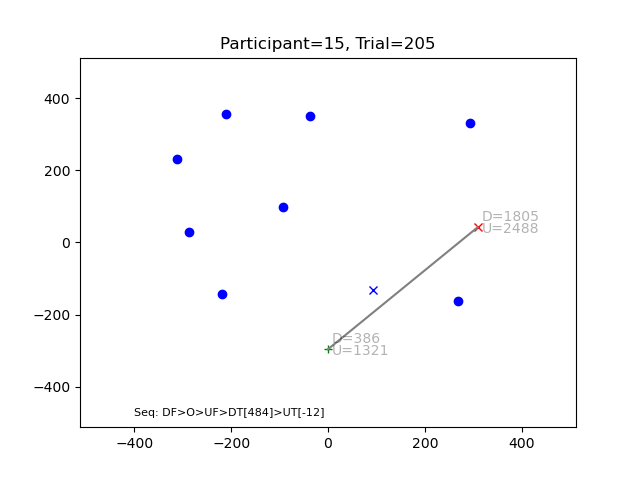 Participant=15, Trial=205
400
200
0
−200
−400
D=1805
U=2488
D=386
U=1321
Seq: DF>O>UF>DT[484]>UT[-12]
−400
−200
0
200
400